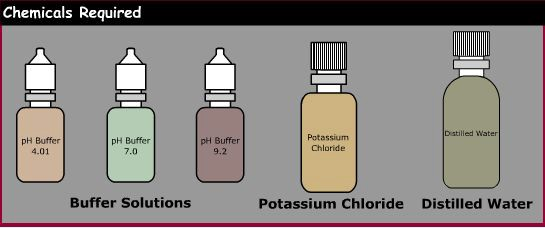 Chemicals Required
pH Buffer
4.01
pH Buffer
7.0
pH Buffer
9.2
Potassium
Chloride
Distilled Water
Buffer Solutions
Potassium Chloride
Distilled Water